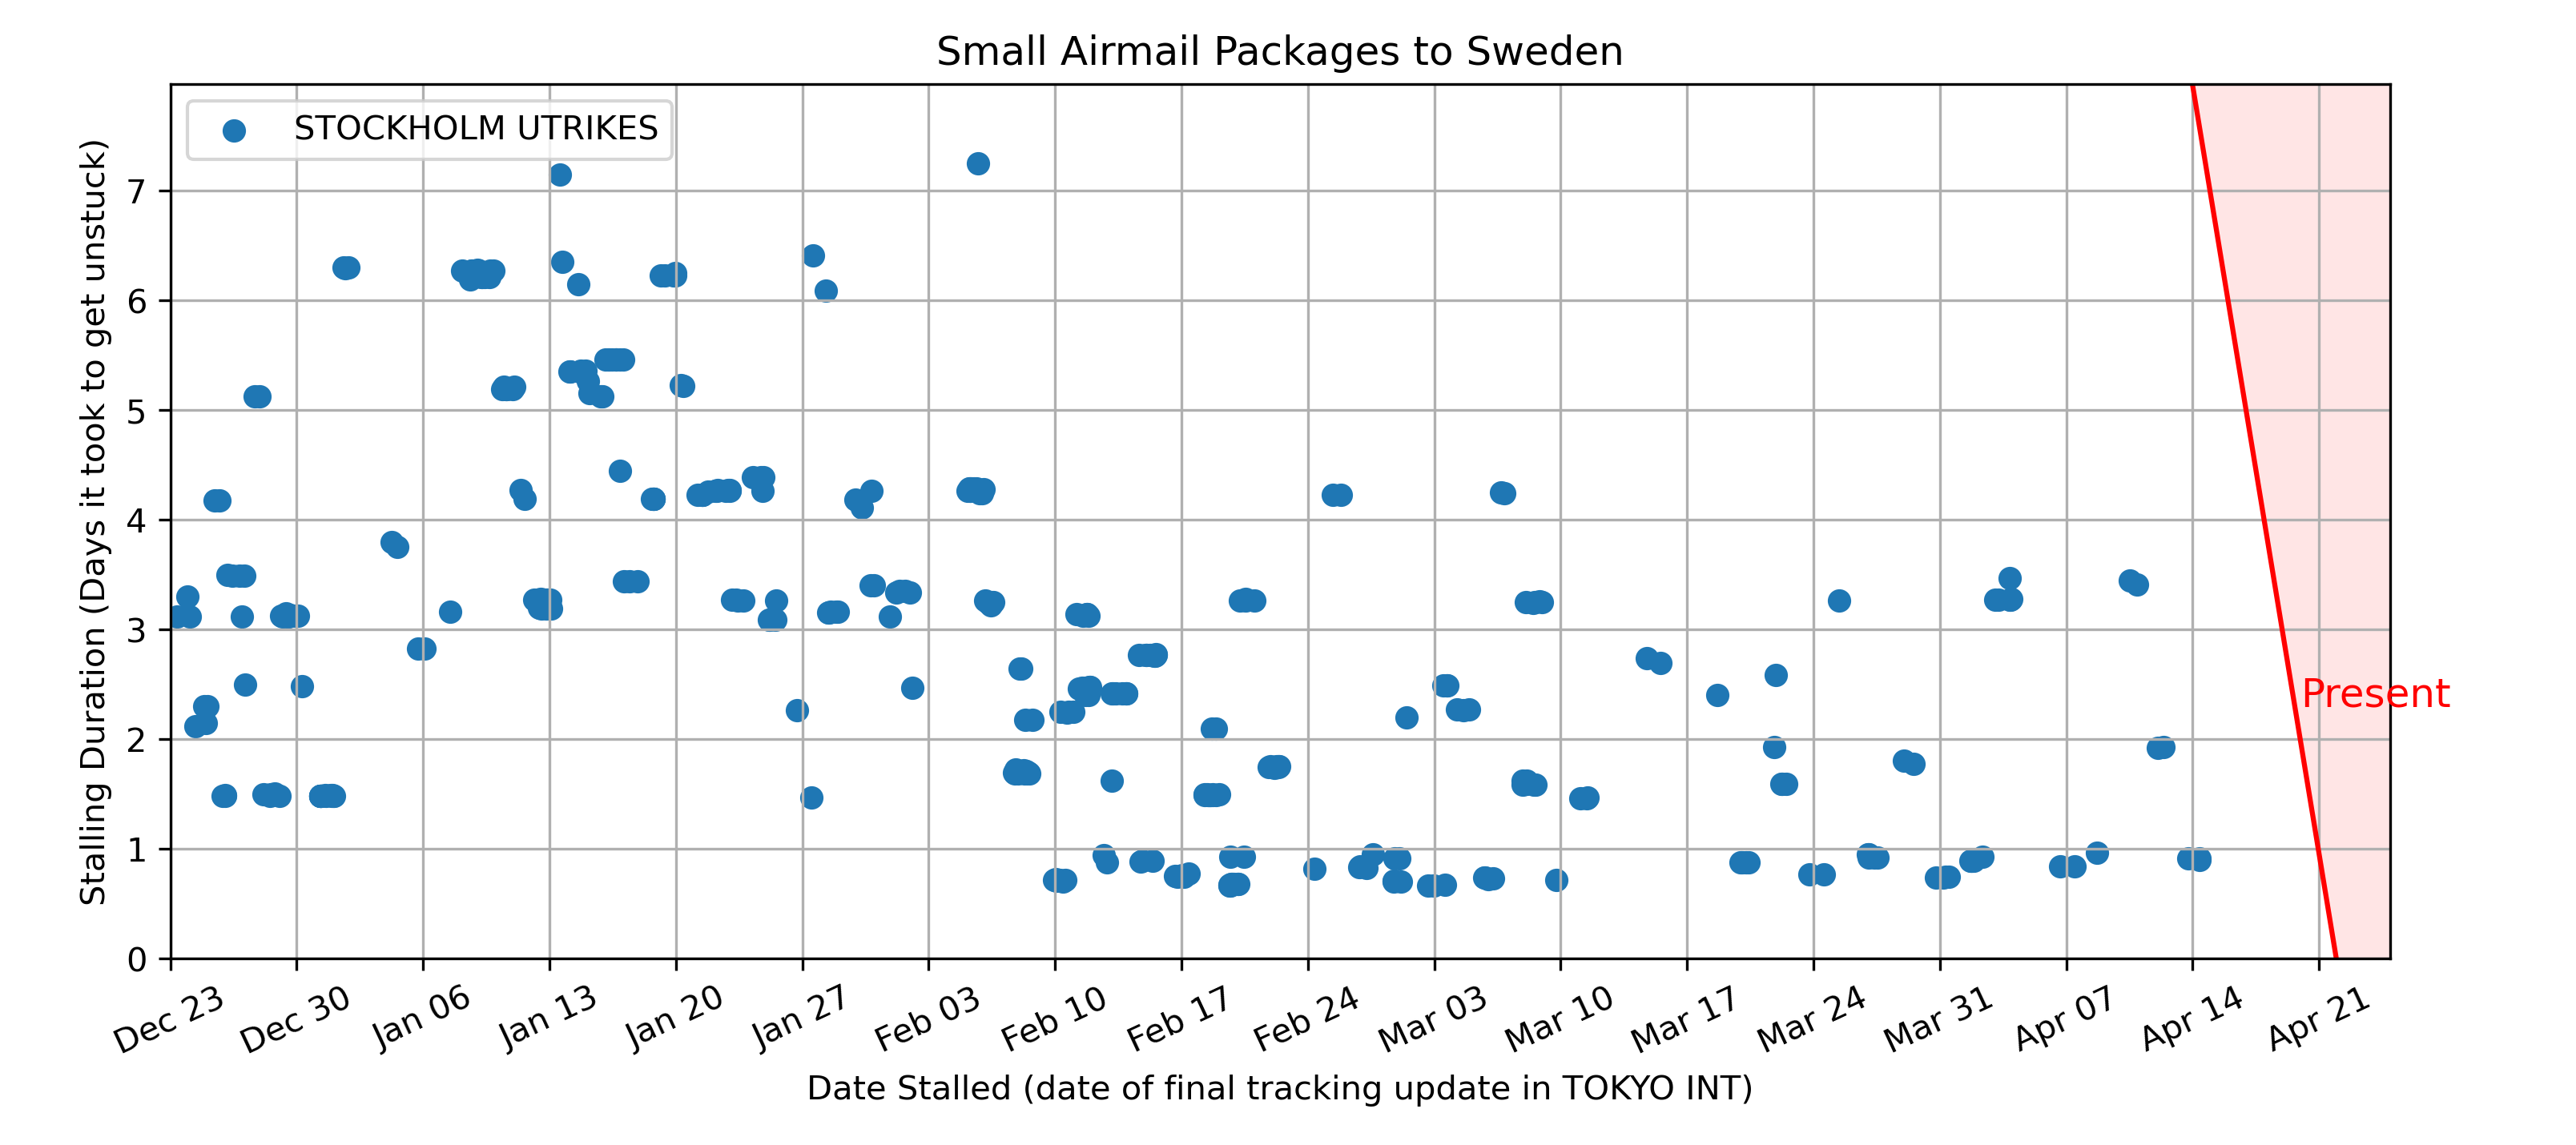 Small Airmail Packages to Sweden
STOCKHOLM UTRIKES
Stalling Duration (Days it took to get unstuck)
7
6
5
4
3
2
1
0
Present
Dec 23
Dec 30
Jan 06
Jan 13
Jan 20
Jan 27
Feb 03
Feb 10
Feb 17
Feb 24
Mar 03
Mar 10
Mar 17
Mar 24
Mar 31
Apr 07
Apr 14
Apr 21
Date Stalled (date of final tracking update in TOKYO INT)